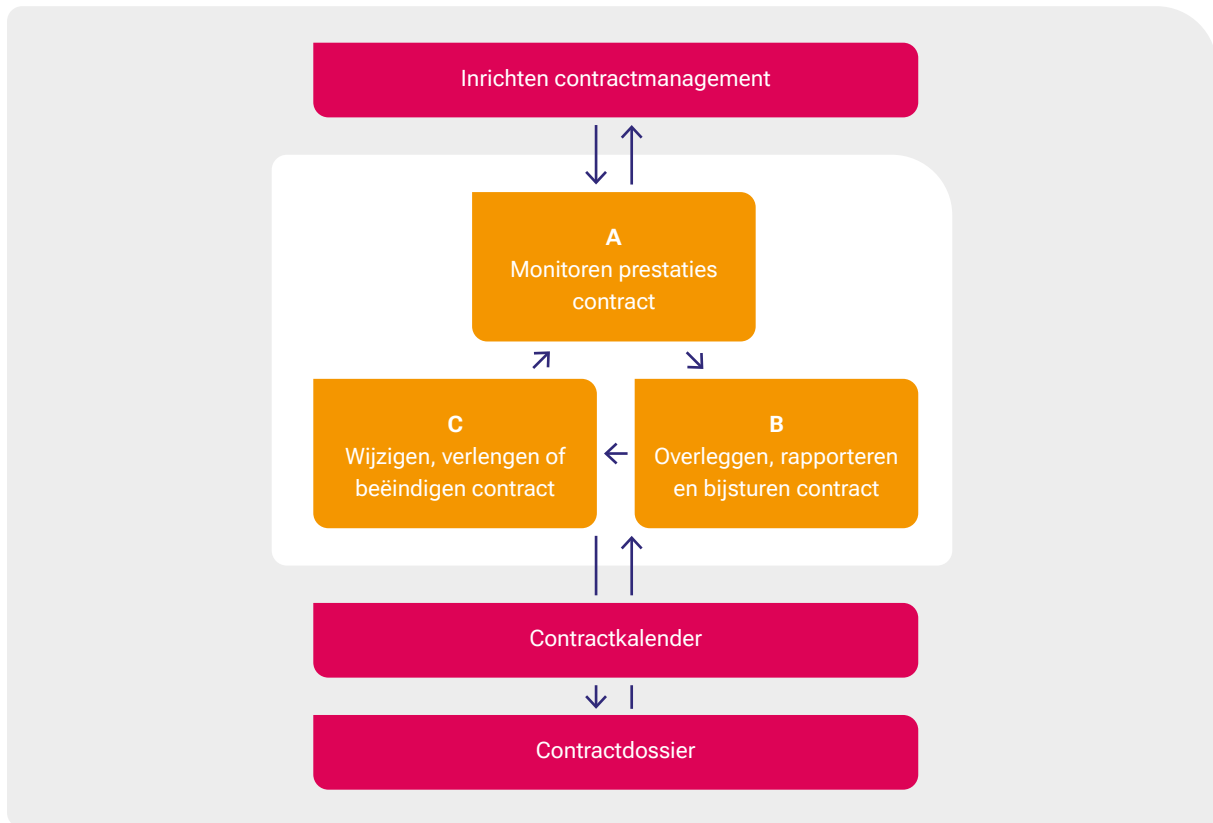 Inrichten contractmanagement
A
Monitoren prestaties
contract
C
Wijzigen, verlengen of
beëindigen contract
B
Overleggen, rapporteren
en bijsturen contract
Contractkalender
Contractdossier